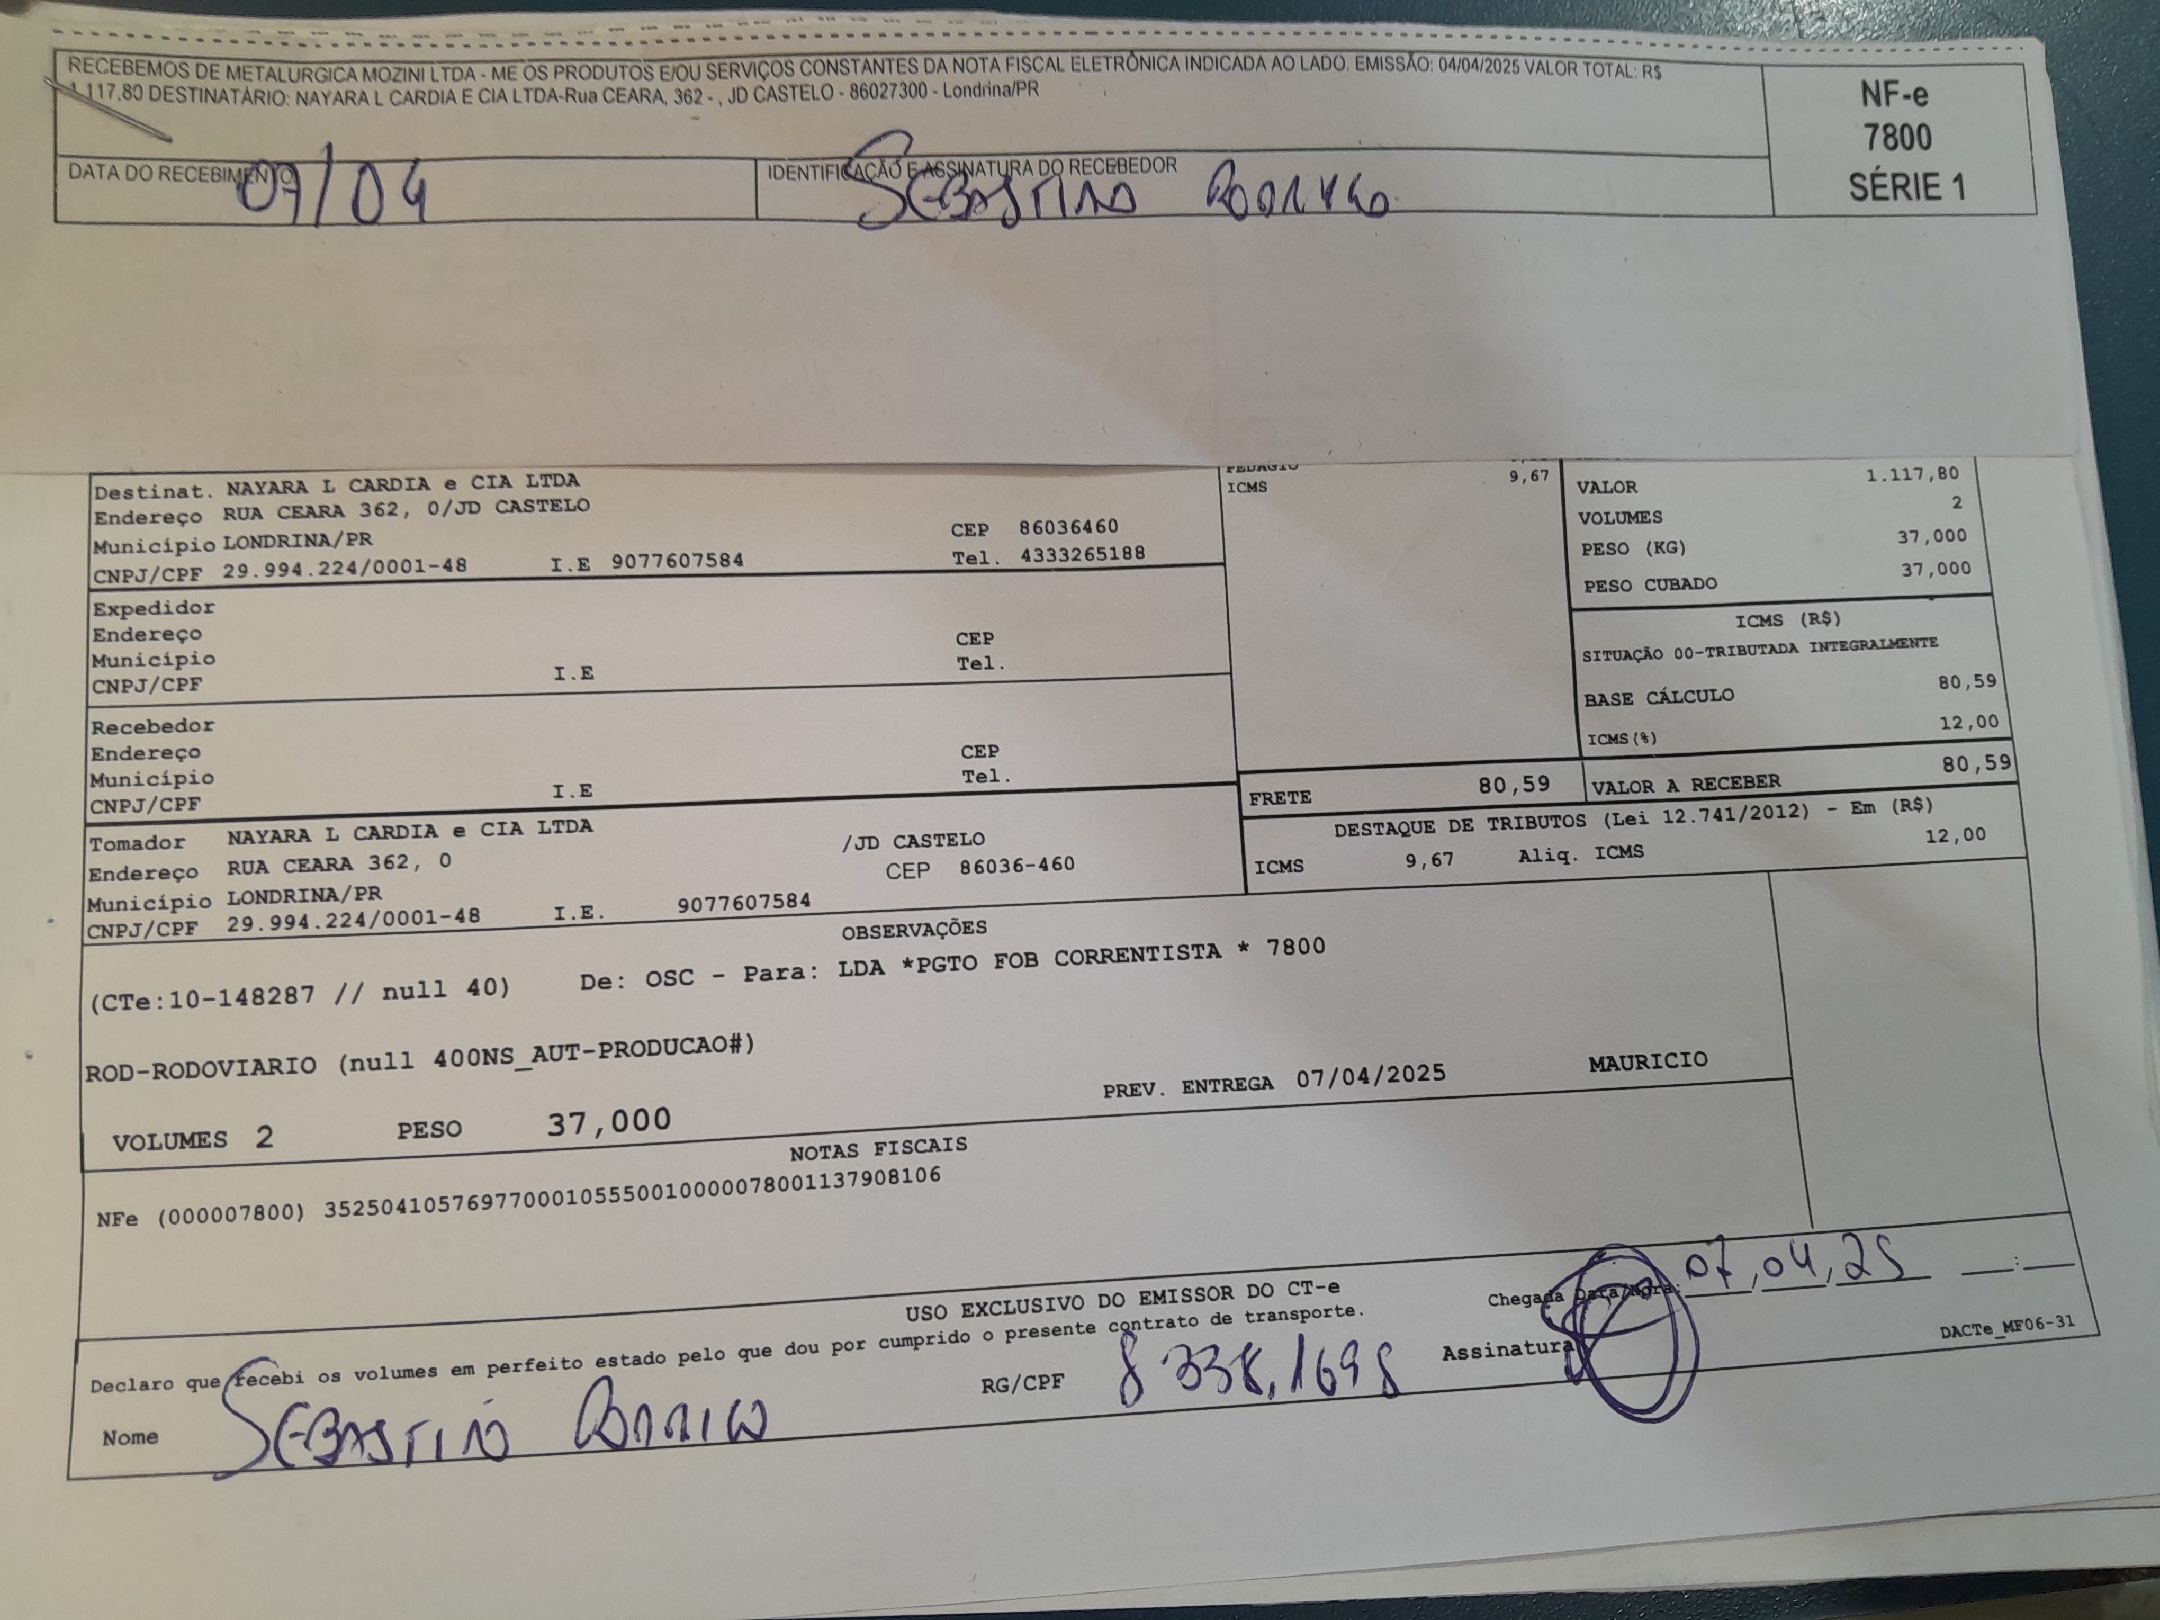 RECEBEMOS DE METALURGICA MOZINI LTDA - ME OS PRODUTOS E/OU SERVIÇOS CONSTANTES DA NOTA FISCAL ELETRÔNICA INDICADA AO LADO. EMISSÃO: 04/04/2025 VALOR TOTAL: R$
1.117,80 DESTINATÁRIO: NAYARA L CARDIA E CIA LTDA-Rua CEARA, 362 - , JD CASTELO - 86027300 - Londrina/PR
NF-e
7800
SÉRIE 1
DATA DO RECEBIMENTO
07/04
IDENTIFICAÇÃO E ASSINATURA DO RECEBEDOR
SEBASTIÃO
Destinat. NAYARA L CARDIA e CIA LTDA
Endereço RUA CEARA 362, 0/JD CASTELO
Município LONDRINA/PR CEP 86036460
CNPJ/CPF 29.994.224/0001-48 I.E 9077607584 Tel. 4333265188
PEDAGIO
ICMS 9,67
VALOR 1.117,80
VOLUMES 2
PESO (KG) 37,000
PESO CUBADO 37,000
Expedidor
Endereço
Município CEP
CNPJ/CPF I.E Tel.
ICMS (R$)
SITUAÇÃO 00-TRIBUTADA INTEGRALMENTE
BASE CÁLCULO 80,59
ICMS(%) 12,00
Recebedor
Endereço
Município CEP
CNPJ/CPF I.E Tel.
FRETE 80,59 VALOR A RECEBER 80,59
DESTAQUE DE TRIBUTOS (Lei 12.741/2012) - Em (R$)
ICMS 9,67 Aliq. ICMS 12,00
Tomador NAYARA L CARDIA e CIA LTDA
Endereço RUA CEARA 362, 0 /JD CASTELO
Município LONDRINA/PR CEP 86036-460
CNPJ/CPF 29.994.224/0001-48 I.E. 9077607584
OBSERVAÇÕES
(CTe:10-148287 // null 40) De: OSC - Para: LDA *PGTO FOB CORRENTISTA * 7800
ROD-RODOVIARIO (null 400NS_AUT-PRODUCAO#)
PREV. ENTREGA 07/04/2025 MAURICIO
VOLUMES 2 PESO 37,000
NOTAS FISCAIS
NFe (000007800) 35250410576977000105550010000078001137908106
USO EXCLUSIVO DO EMISSOR DO CT-e
Declaro que recebi os volumes em perfeito estado pelo que dou por cumprido o presente contrato de transporte.
Chegada Data/Hora: 07,04,25 :
Nome SEBASTIÃO RG/CPF 8 338.1698 Assinatura
DACTe_MF06-31